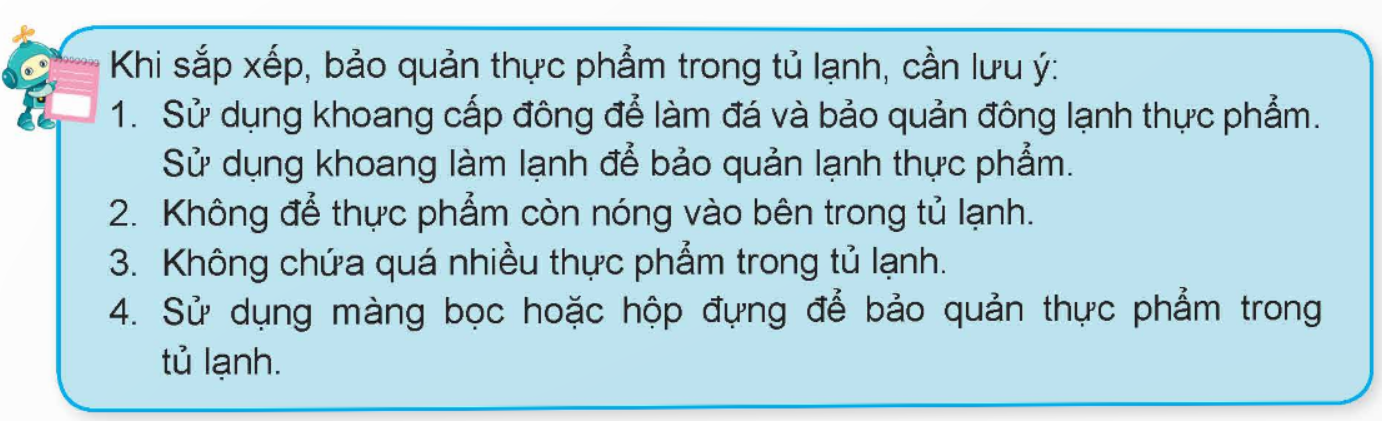 Khi sắp xếp, bảo quản thực phẩm trong tủ lạnh, cần lưu ý:
1. Sử dụng khoang cấp đông để làm đá và bảo quản đông lạnh thực phẩm.
Sử dụng khoang làm lạnh để bảo quản lạnh thực phẩm.
2. Không để thực phẩm còn nóng vào bên trong tủ lạnh.
3. Không chứa quá nhiều thực phẩm trong tủ lạnh.
4. Sử dụng màng bọc hoặc hộp đựng để bảo quản thực phẩm trong
tủ lạnh.